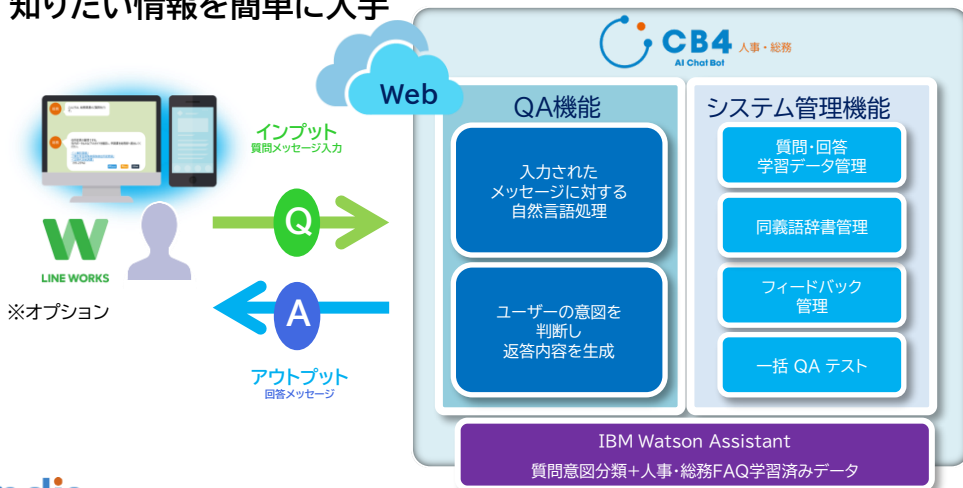 知りたい情報を簡単に入手
CB4 人事・総務
AI Chat Bot
Web
QA機能
システム管理機能
インプット
質問メッセージ入力
入力された
メッセージに対する
自然言語処理
質問・回答
学習データ管理
Q
同義語辞書管理
LINE WORKS
※オプション
A
ユーザーの意図を
判断し
返答内容を生成
フィードバック
管理
一括 QA テスト
アウトプット
回答メッセージ
IBM Watson Assistant
質問意図分類+人事・総務FAQ学習済みデータ